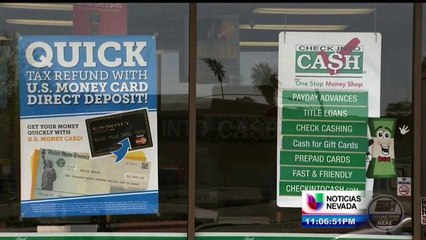 QUICK
TAX REFUND WITH
U.S. MONEY CARD
DIRECT DEPOSIT!
GET YOUR MONEY
QUICKLY WITH
U.S. MONEY CARD!
CHECK INTO
CASH
One Stop Money Shop
PAYDAY ADVANCES
TITLE LOANS
CHECK CASHING
Cash for Gift Cards
PREPAID CARDS
FAST & FRIENDLY
CHECKINTOCASH.COM
NOTICIAS
NEVADA
11:06:51PM